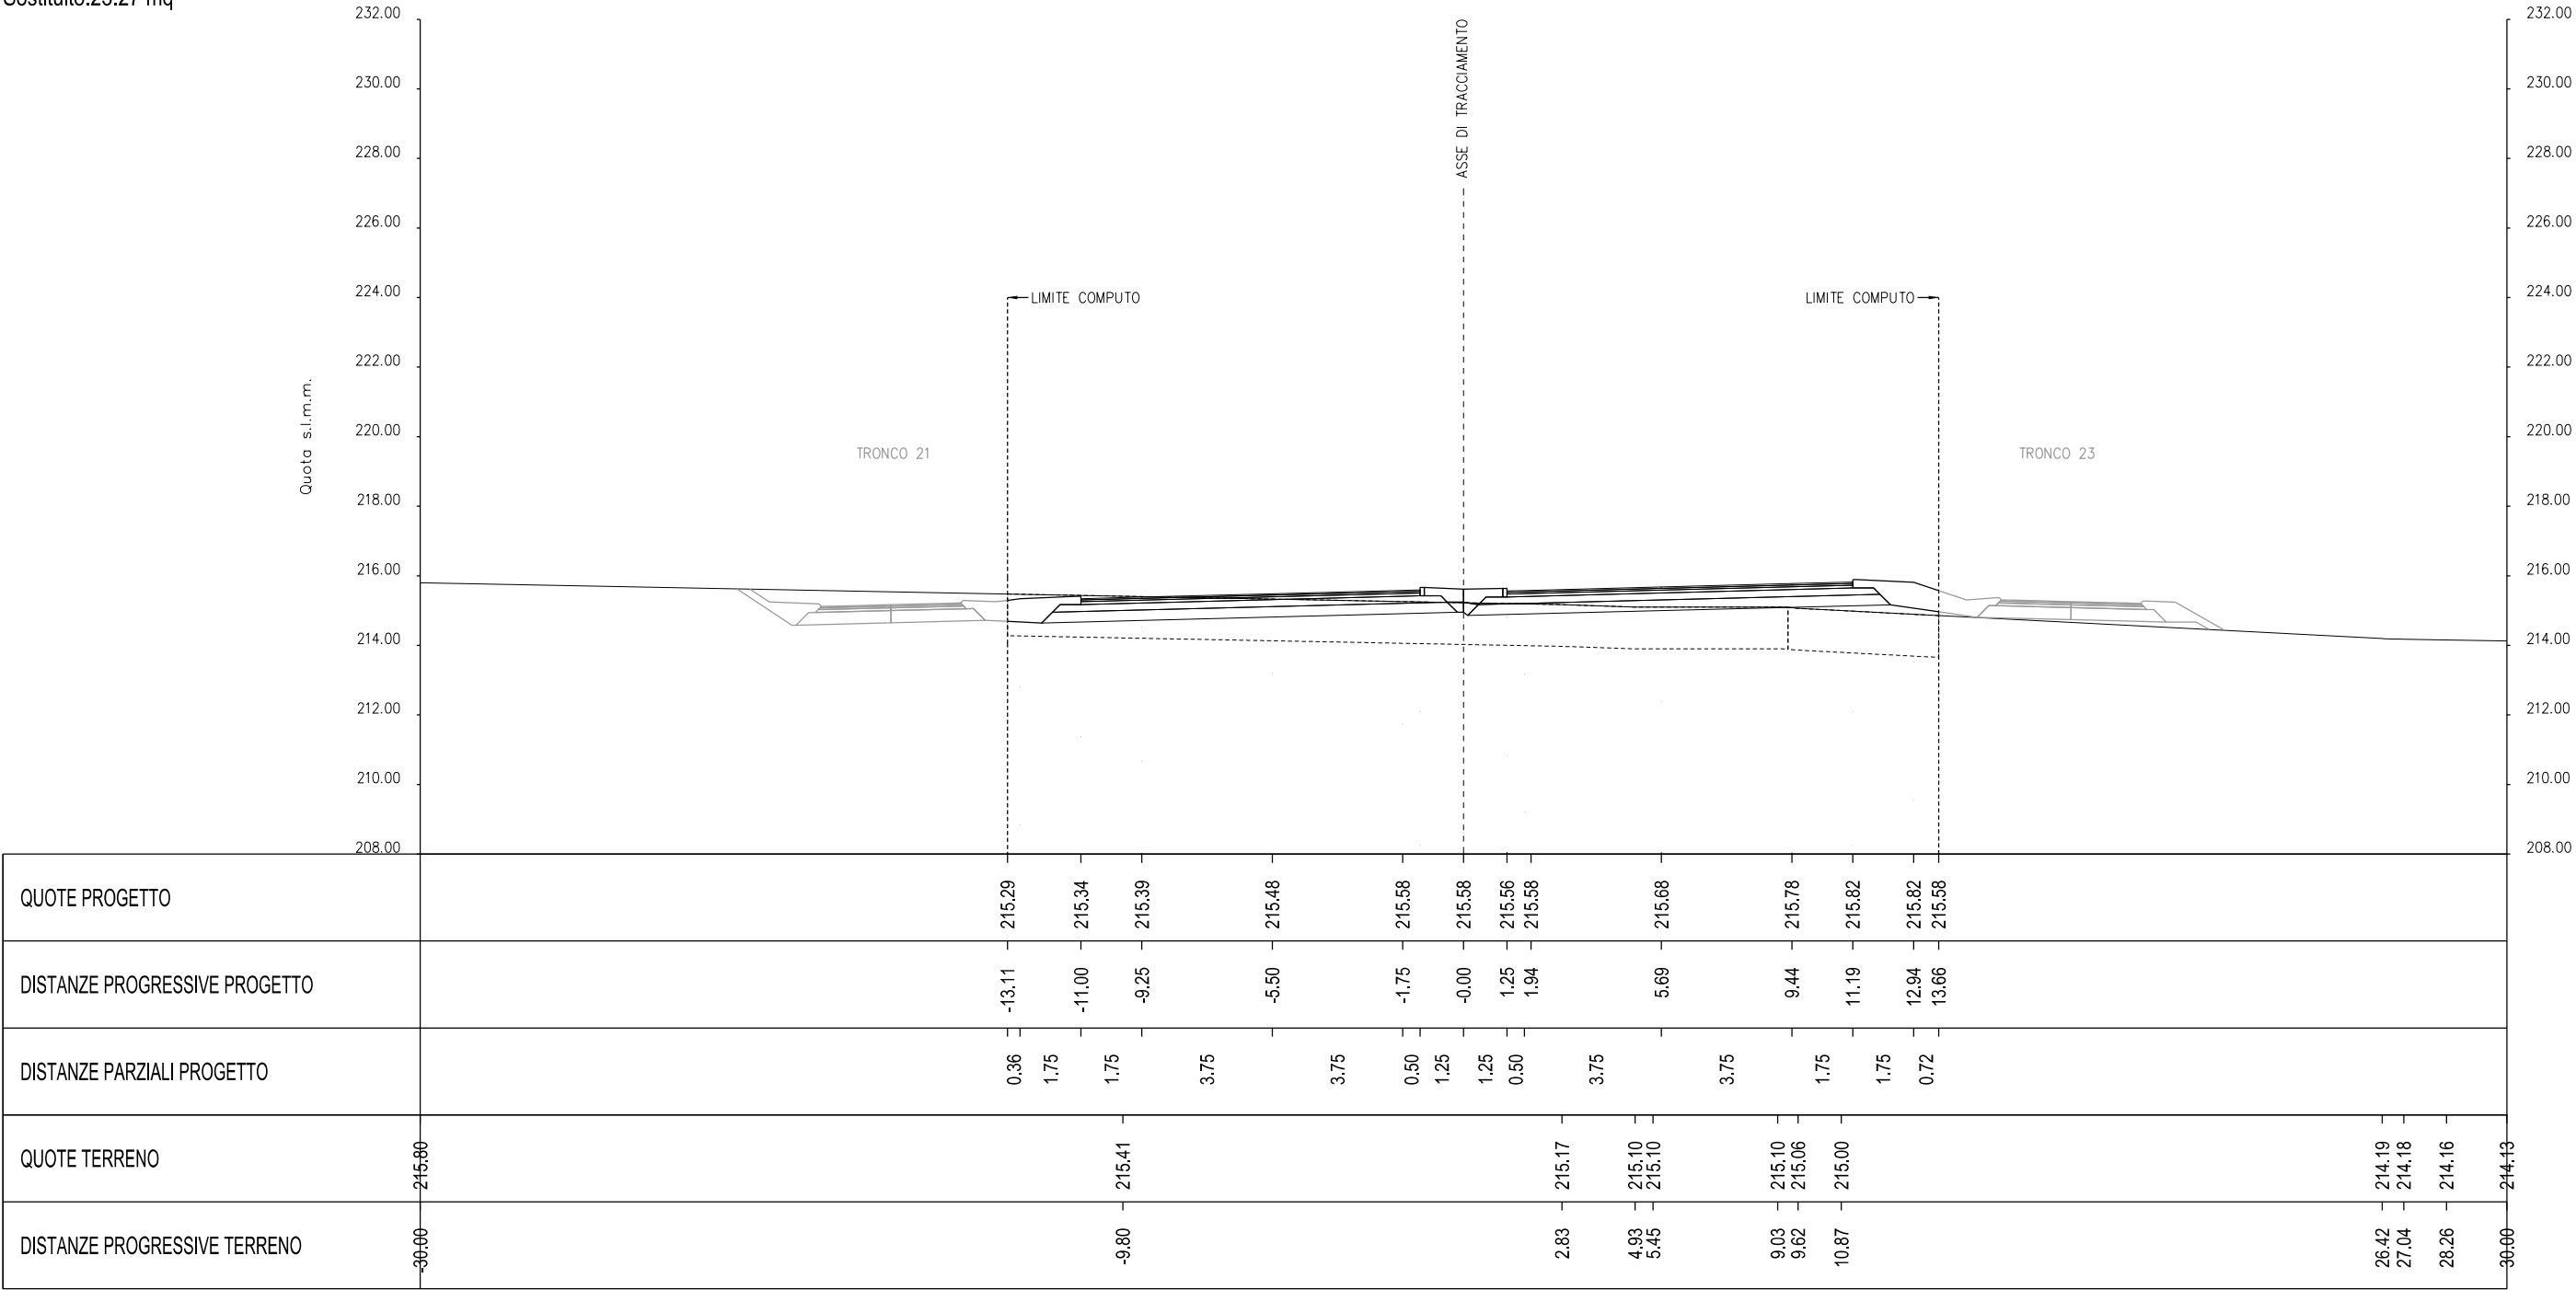 Sostituito:25.27 mq
232.00 232.00
230.00 230.00
228.00 228.00
226.00 226.00
224.00 224.00
222.00 222.00
220.00 220.00
218.00 218.00
216.00 216.00
214.00 214.00
212.00 212.00
210.00 210.00
208.00 208.00
Quota s.l.m.m.
ASSE DI TRACCIAMENTO
LIMITE COMPUTO
LIMITE COMPUTO
TRONCO 21
TRONCO 23
QUOTE PROGETTO 215.29 215.34 215.39 215.48 215.58 215.58 215.56 215.58 215.68 215.78 215.82 215.82 215.58
DISTANZE PROGRESSIVE PROGETTO -13.11 -11.00 -9.25 -5.50 -1.75 -0.00 1.25 1.94 5.69 9.44 11.19 12.94 13.66
DISTANZE PARZIALI PROGETTO 0.36 1.75 1.75 3.75 3.75 0.50 1.25 1.25 0.50 3.75 3.75 1.75 1.75 0.72
QUOTE TERRENO 215.80 215.41 215.17 215.10 215.10 215.10 215.06 215.00 214.19 214.18 214.16 214.13
DISTANZE PROGRESSIVE TERRENO -30.00 -9.80 2.83 4.93 5.45 9.03 9.62 10.87 26.42 27.04 28.26 30.00